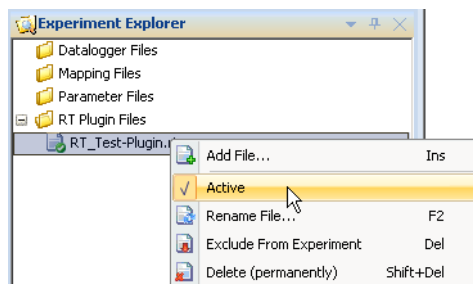 Experiment Explorer
Datalogger Files
Mapping Files
Parameter Files
RT Plugin Files
RT_Test-Plugin.r
Add File... Ins
Active
Rename File... F2
Exclude From Experiment Del
Delete (permanently) Shift+Del